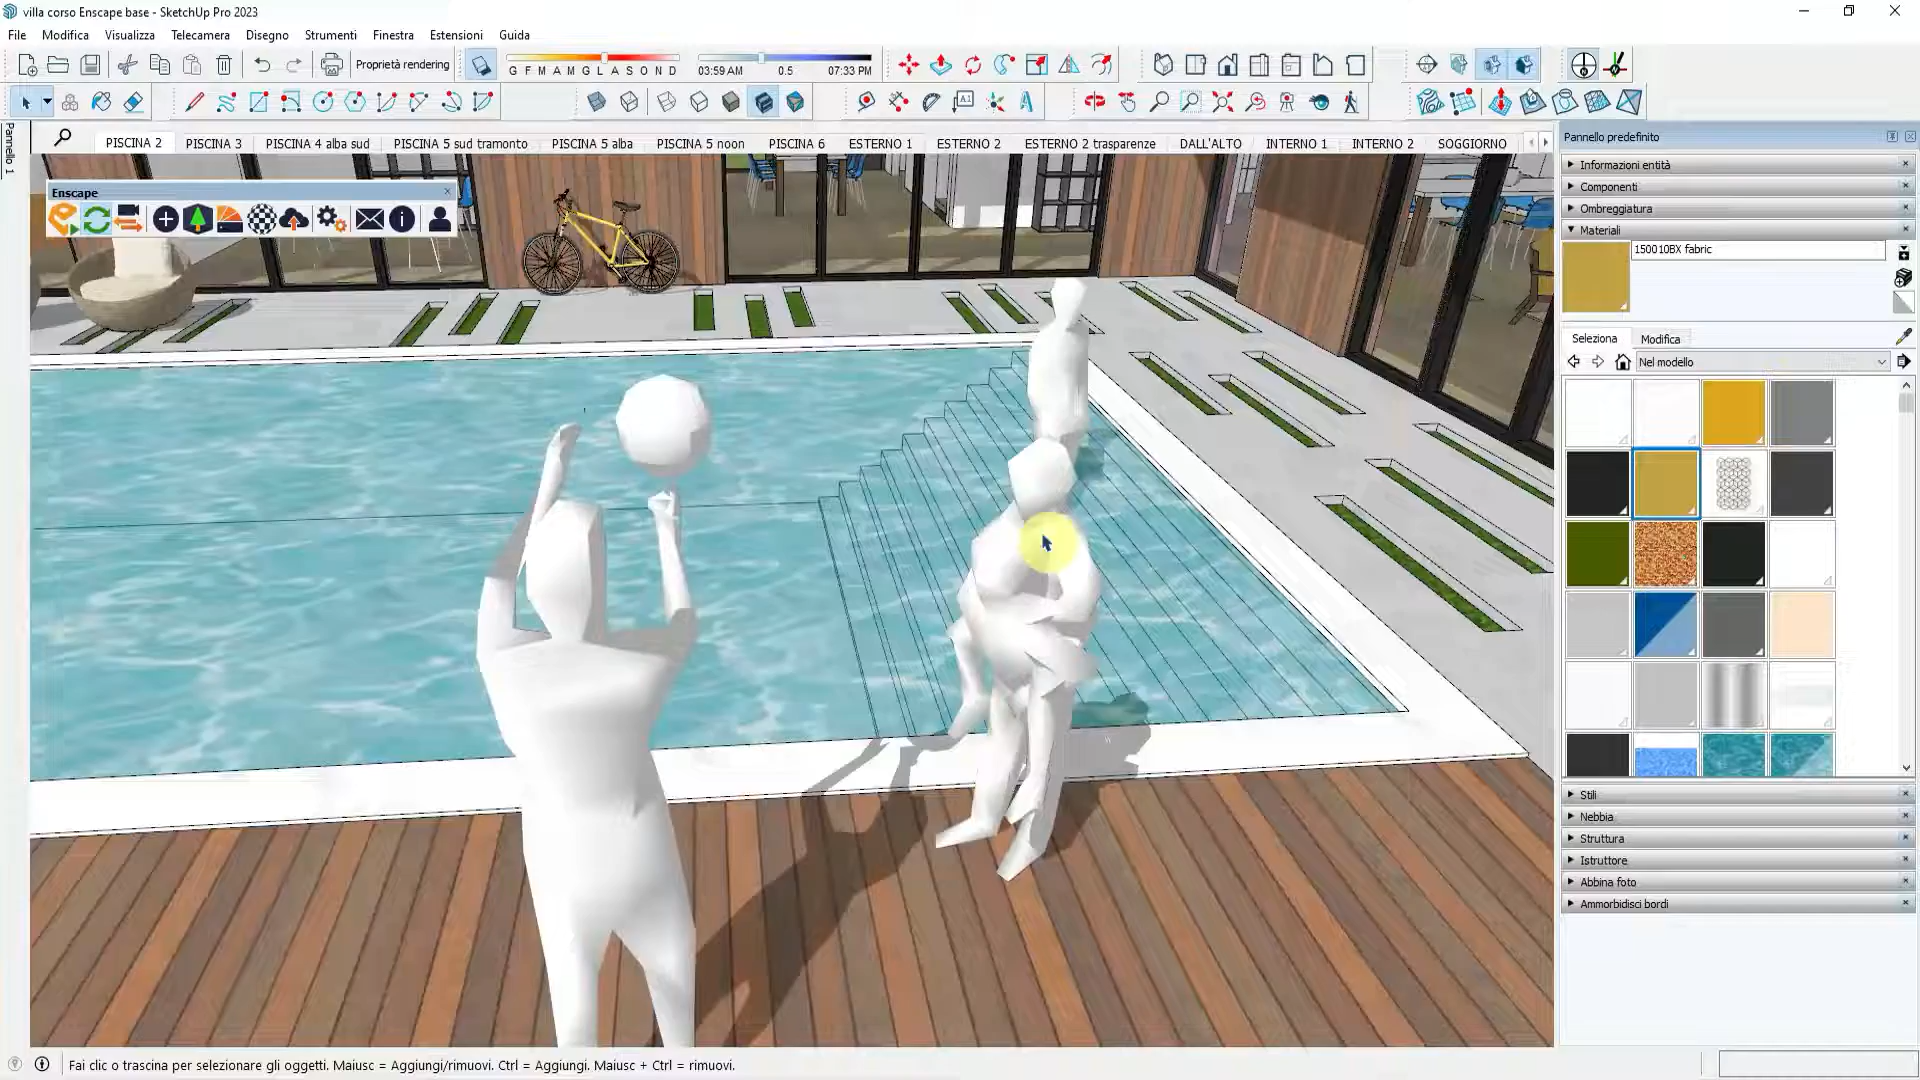 villa corso Enscape base - SketchUp Pro 2023
File Modifica Visualizza Telecamera Disegno Strumenti Finestra Estensioni Guida
Proprietà rendering
G F M A M G L A S O N D
03:59 AM 0.5 07:33 PM
Pannello 1
PISCINA 2 PISCINA 3 PISCINA 4 alba sud PISCINA 5 sud tramonto PISCINA 5 alba PISCINA 5 noon PISCINA 6 ESTERNO 1 ESTERNO 2 ESTERNO 2 trasparenze DALL'ALTO INTERNO 1 INTERNO 2 SOGGIORNO
Enscape
Pannello predefinito
Informazioni entità
Componenti
Ombreggiatura
Materiali
150010BX fabric
Seleziona Modifica
Nel modello
Stili
Nebbia
Struttura
Istruttore
Abbina foto
Ammorbidisci bordi
Fai clic o trascina per selezionare gli oggetti. Maiusc = Aggiungi/rimuovi. Ctrl = Aggiungi. Maiusc + Ctrl = rimuovi.